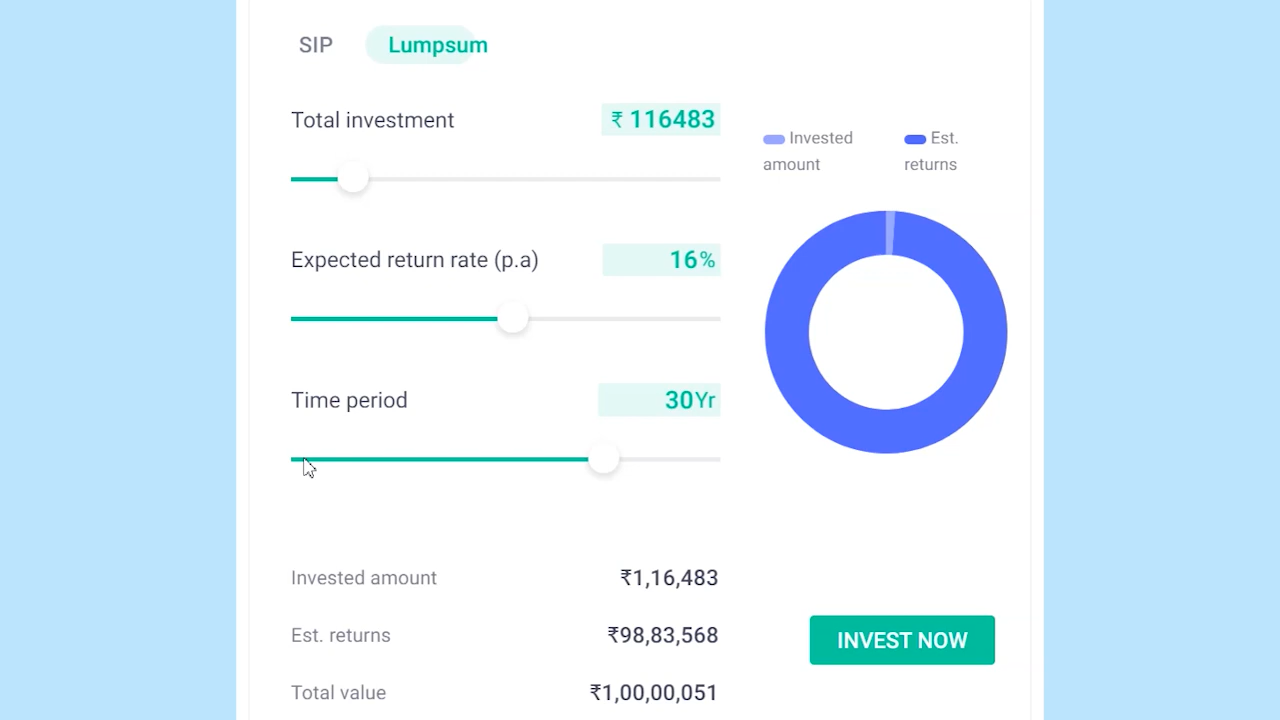 SIP Lumpsum
Total investment ₹ 116483
Invested amount
Est. returns
Expected return rate (p.a) 16%
Time period 30Yr
Invested amount ₹1,16,483
Est. returns ₹98,83,568
INVEST NOW
Total value ₹1,00,00,051